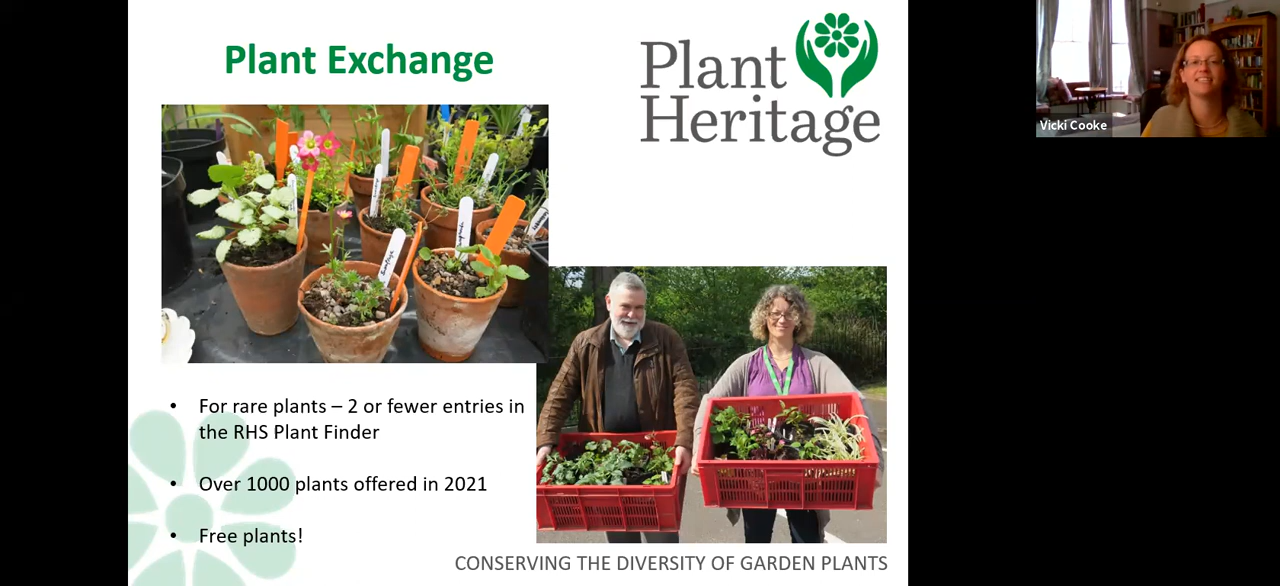 Plant Exchange
Plant
Heritage
Vicki Cooke
• For rare plants – 2 or fewer entries in
the RHS Plant Finder
• Over 1000 plants offered in 2021
• Free plants!
CONSERVING THE DIVERSITY OF GARDEN PLANTS